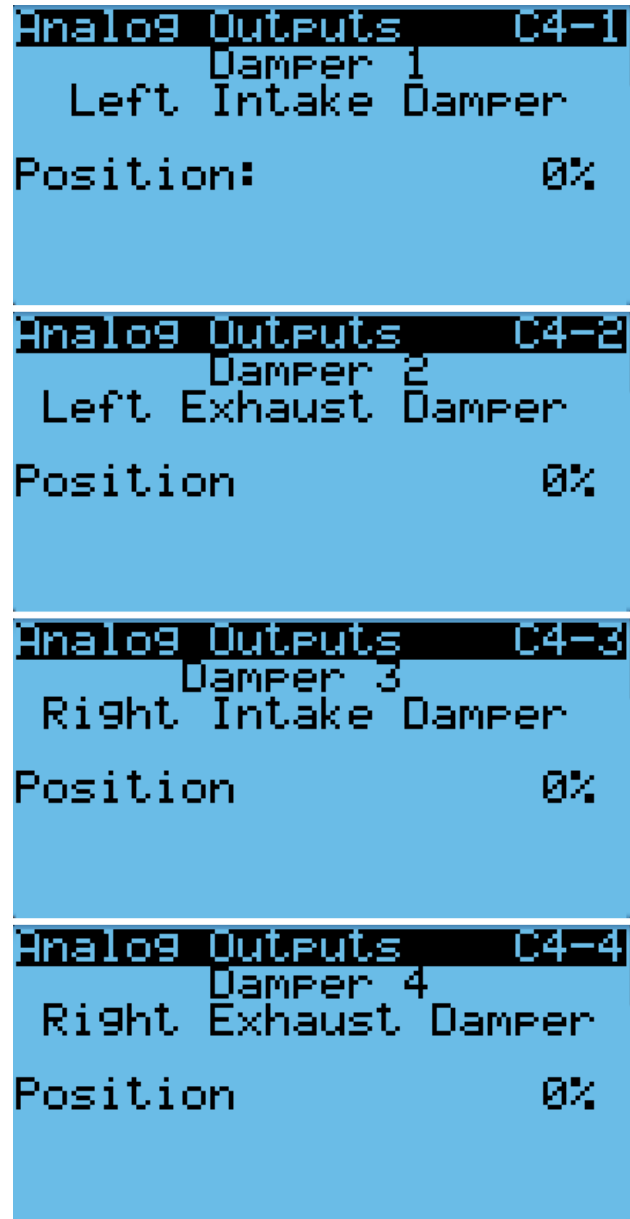 Analog Outputs C4-1
Damper 1
Left Intake Damper
Position: 0%
Analog Outputs C4-2
Damper 2
Left Exhaust Damper
Position 0%
Analog Outputs C4-3
Damper 3
Right Intake Damper
Position 0%
Analog Outputs C4-4
Damper 4
Right Exhaust Damper
Position 0%